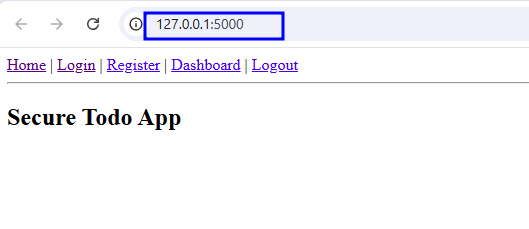 127.0.0.1:5000
Home | Login | Register | Dashboard | Logout
Secure Todo App